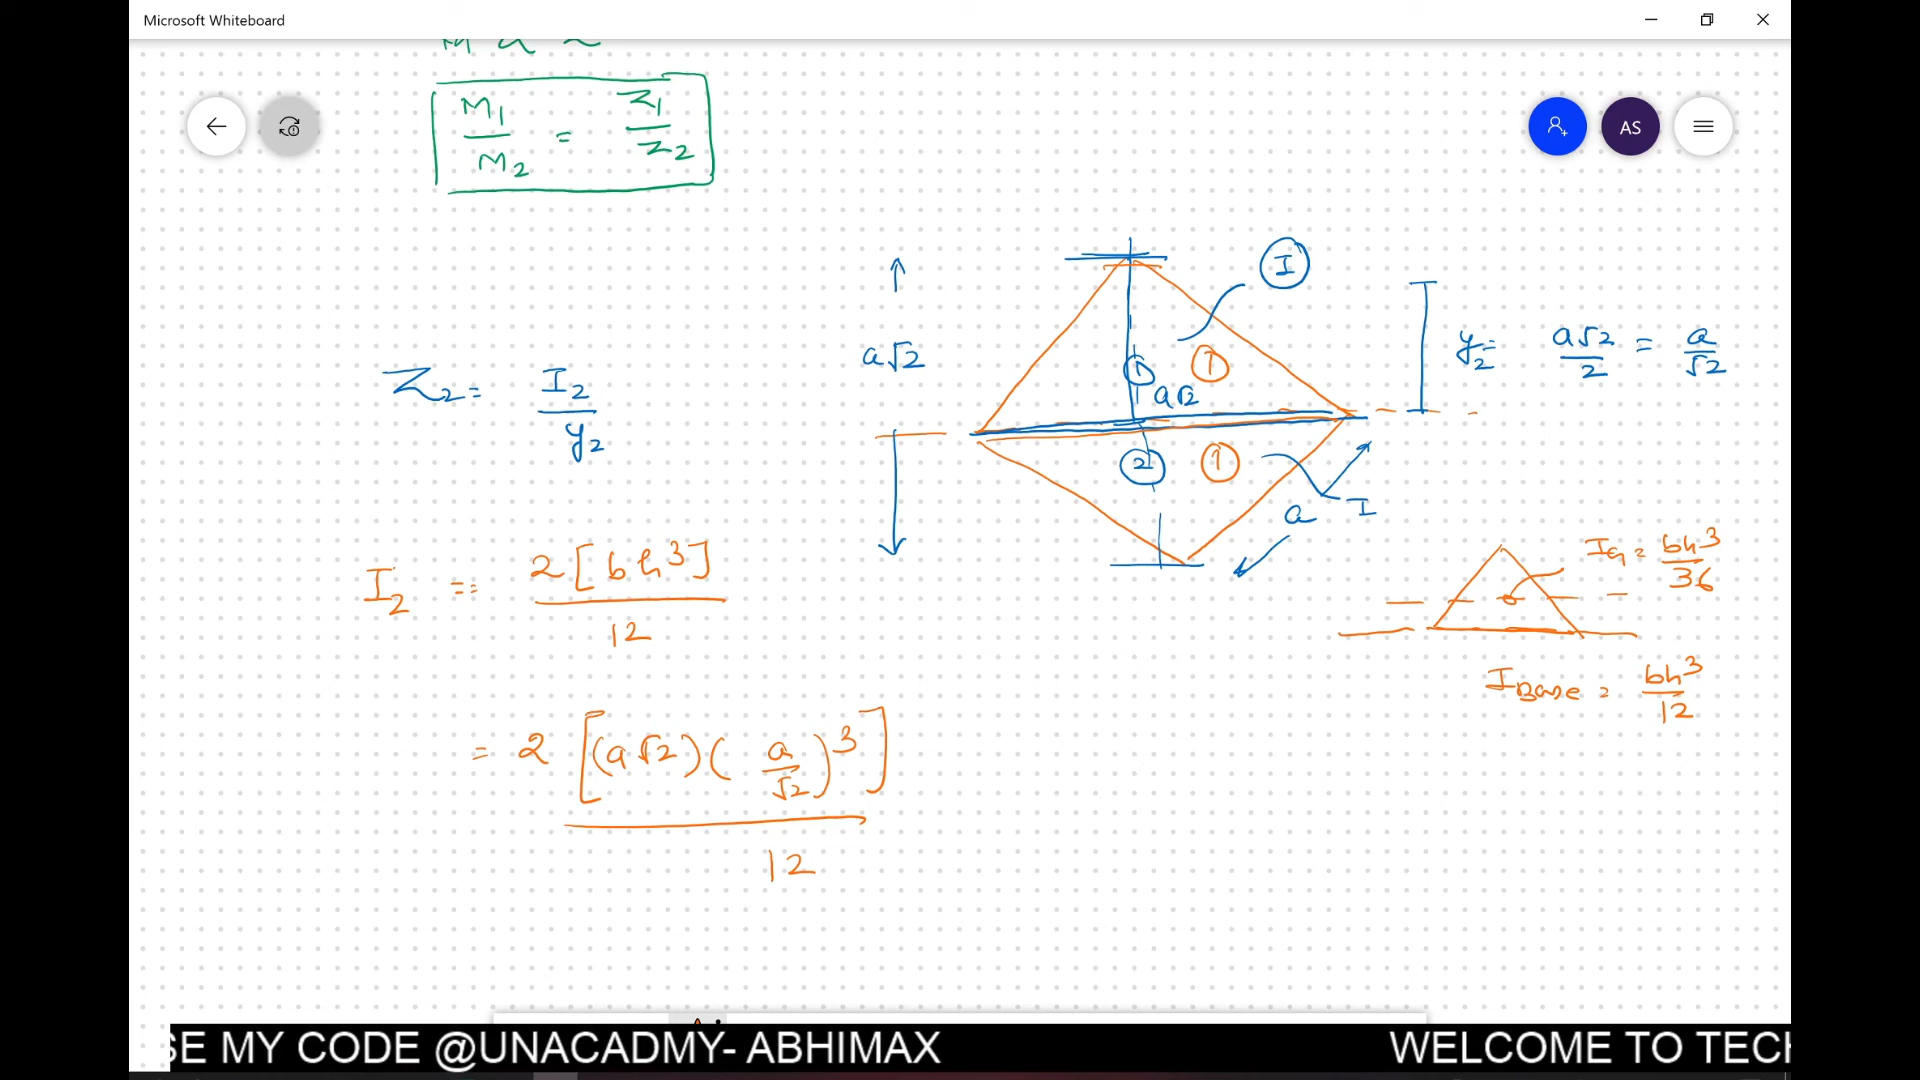 Microsoft Whiteboard
M ∝ Z
M1/M2 = Z1/Z2
AS
I
a√2
1 1
y2 = a√2/2 = a/√2
a√2
Z2 = I2/y2
2 1
a I
I2 == 2[bh³]/12
IG = bh³/36
IBase = bh³/12
= 2[(a√2)(a/√2)³]/12
SE MY CODE @UNACADMY- ABHIMAX
WELCOME TO TECH